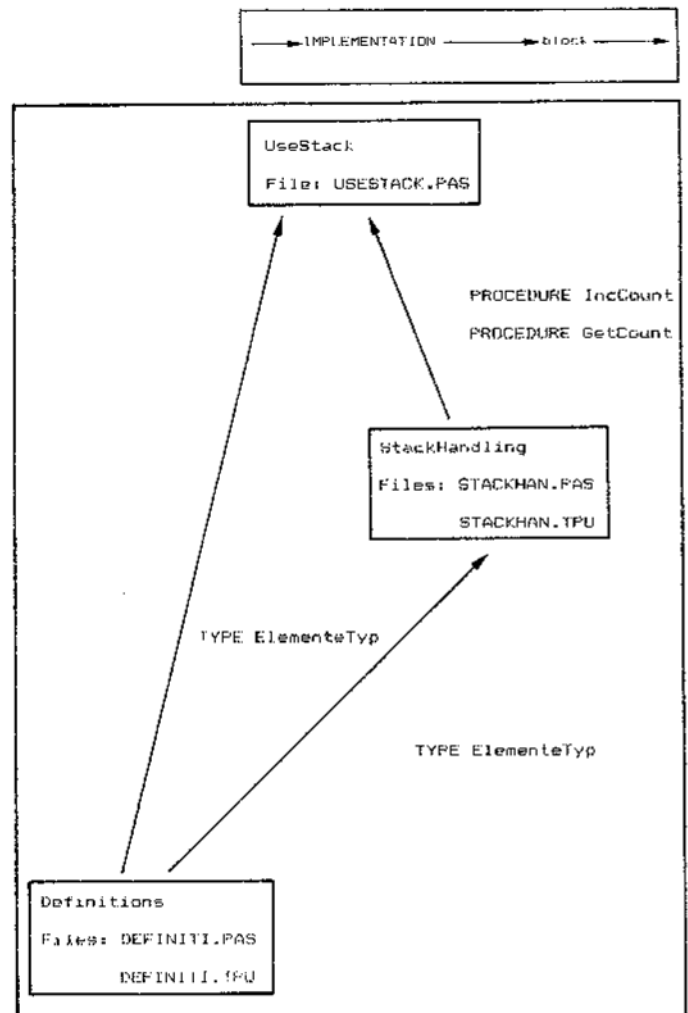 IMPLEMENTATION block
UseStack
File: USESTACK.PAS
PROCEDURE IncCount
PROCEDURE GetCount
StackHandling
Files: STACKHAN.PAS
STACKHAN.TPU
TYPE ElementeTyp
TYPE ElementeTyp
Definitions
Files: DEFINITI.PAS
DEFINITI.TPU